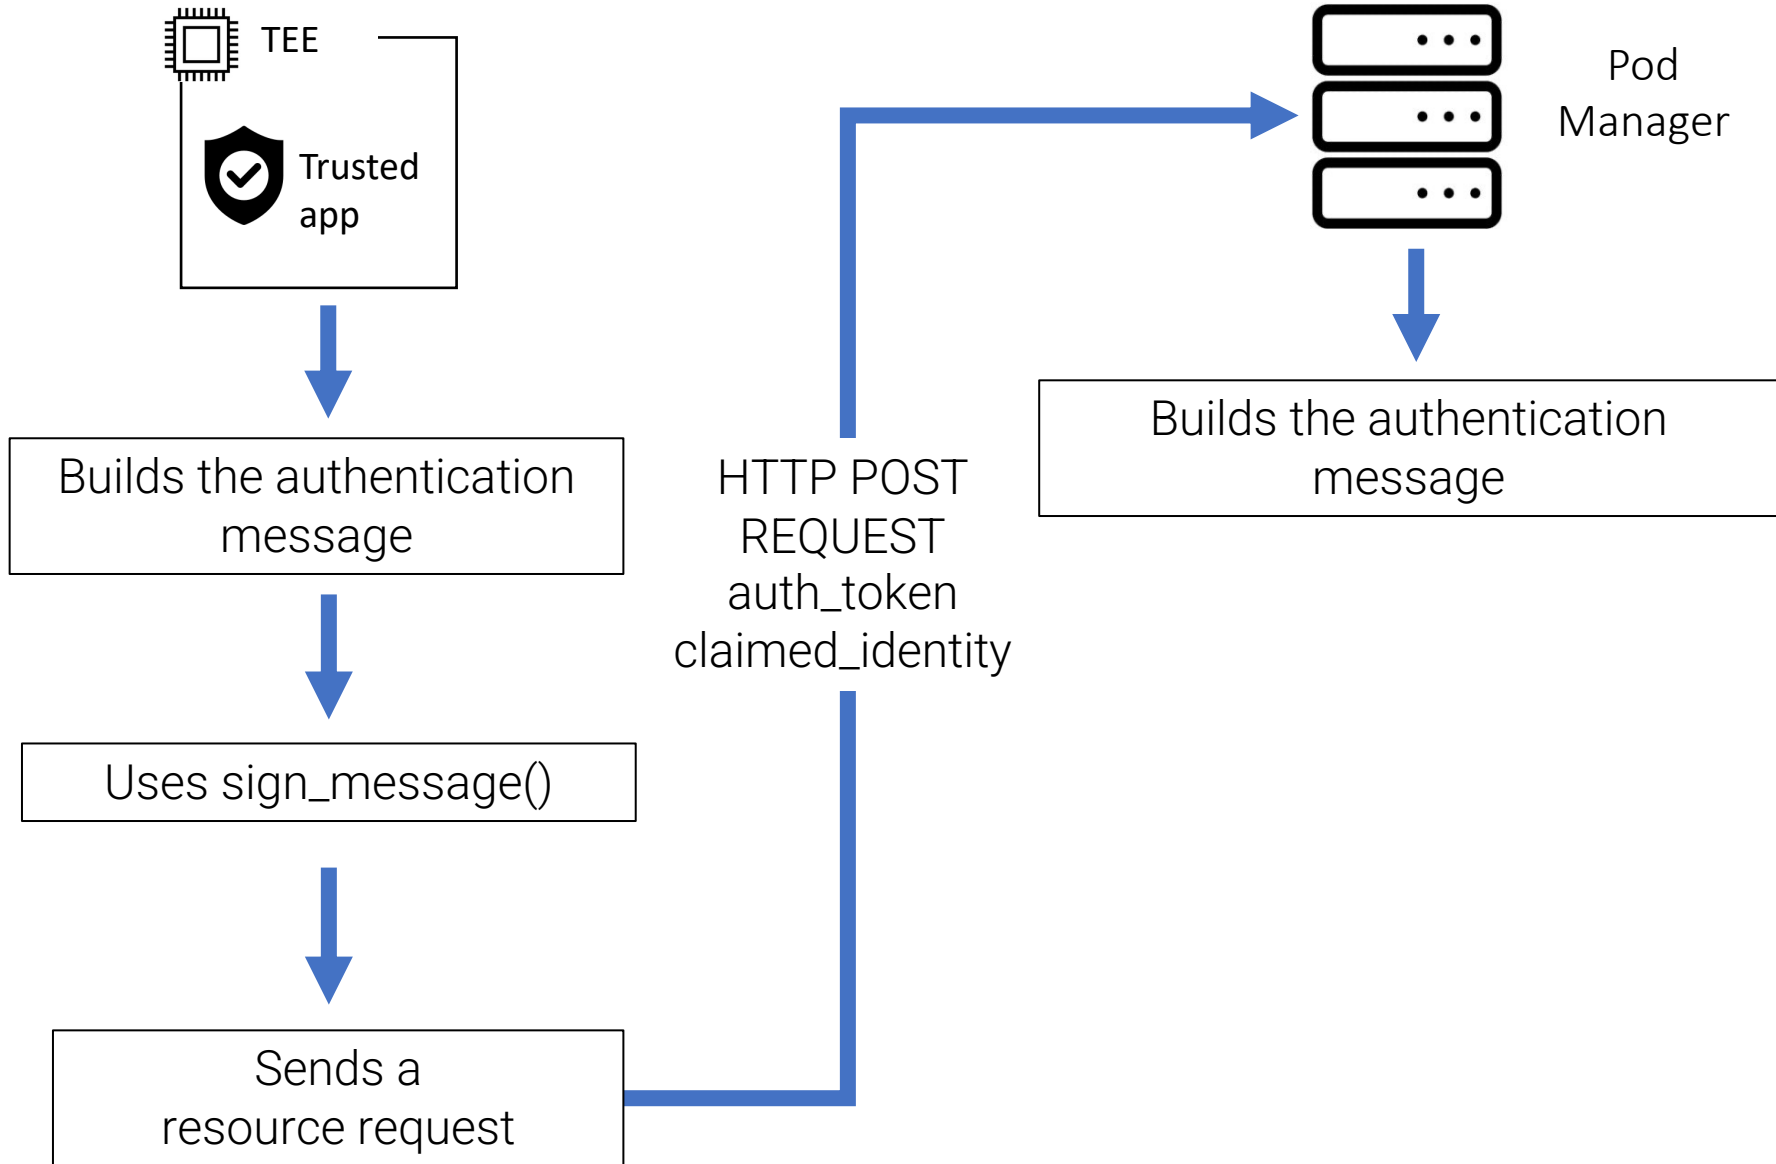 TEE
Trusted
app
Builds the authentication
message
Uses sign_message()
Sends a
resource request
HTTP POST
REQUEST
auth_token
claimed_identity
Pod
Manager
Builds the authentication
message